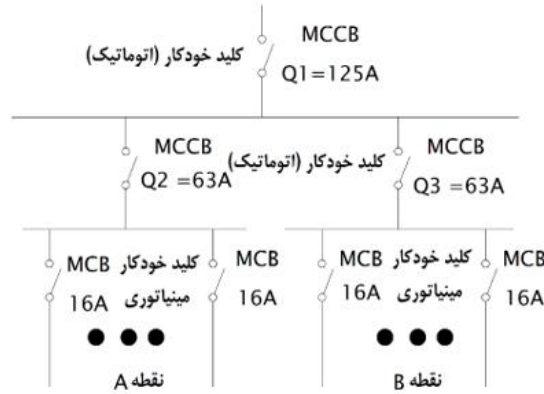 MCCB
کلید خودکار (اتوماتیک)
Q1=125A
MCCB
Q2 =63A
کلید خودکار (اتوماتیک)
MCCB
Q3 =63A
MCB کلید خودکار MCB
16A مینیاتوری 16A
نقطه A
MCB کلید خودکار MCB
16A مینیاتوری 16A
نقطه B